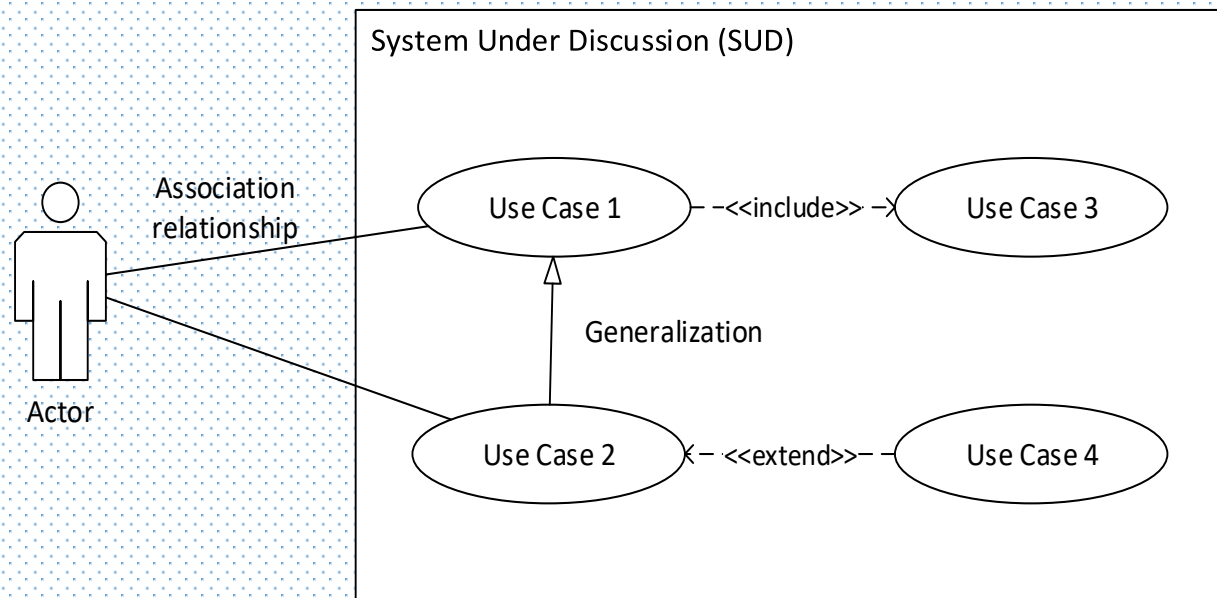 System Under Discussion (SUD)
Association
relationship
Use Case 1
<<include>>
Use Case 3
Generalization
Actor
Use Case 2
<<extend>>
Use Case 4